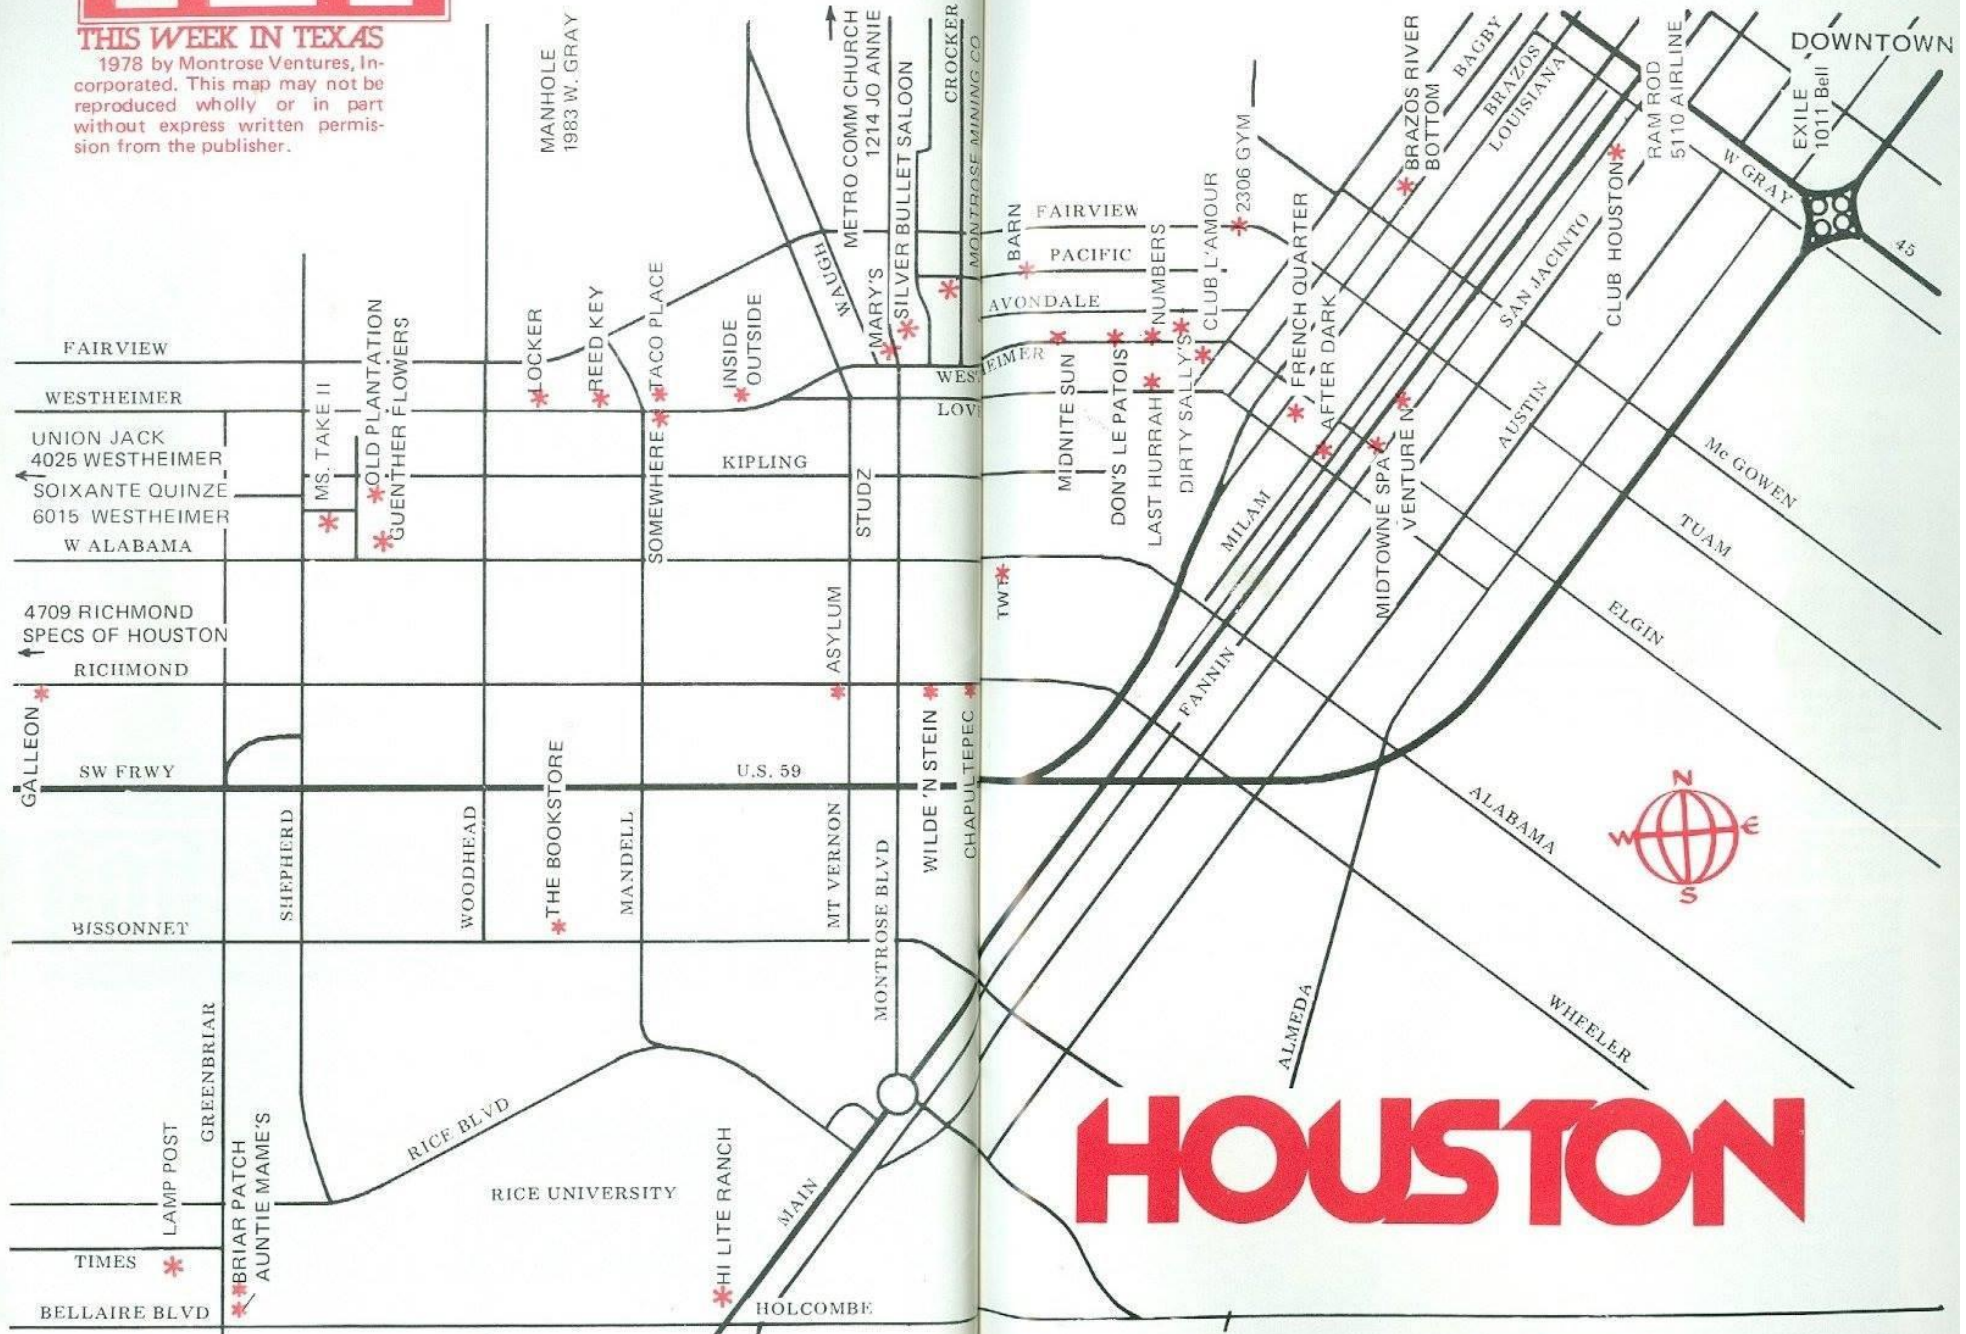 THIS WEEK IN TEXAS
1978 by Montrose Ventures, In-
corporated. This map may not be
reproduced wholly or in part
without express written permis-
sion from the publisher.
MANHOLE
1983 W. GRAY
METRO COMM CHURCH
1214 JO ANNIE
SILVER BULLET SALOON
MARY'S
CROCKER
MONTROSE MINING CO
WAUGH
BARN
FAIRVIEW
PACIFIC
AVONDALE
NUMBERS
CLUB L'AMOUR
2306 GYM
FRENCH QUARTER
AFTER DARK
BRAZOS RIVER
BOTTOM
BAGBY
BRAZOS
LOUISIANA
RAM ROD
5110 AIRLINE
DOWNTOWN
EXILE
1011 Bell
W GRAY
45
CLUB HOUSTON
SAN JACINTO
AUSTIN
McGOWEN
TUAM
ELGIN
FAIRVIEW
WESTHEIMER
UNION JACK
4025 WESTHEIMER
SOIXANTE QUINZE
6015 WESTHEIMER
W ALABAMA
MS. TAKE II
OLD PLANTATION
GUENTHER FLOWERS
LOCKER
REED KEY
TACO PLACE
SOMEWHERE
INSIDE
OUTSIDE
KIPLING
STUDZ
WESTHEIMER
LOV
MIDNITE SUN
DON'S LE PATOIS
LAST HURRAH
DIRTY SALLY'S
MILAM
MIDTOWNE SPA
VENTURE N
TWT
FANNIN
4709 RICHMOND
SPECS OF HOUSTON
RICHMOND
GALLEON
ASYLUM
WILDE 'N STEIN
CHAPULTEPEC
SW FRWY
U.S. 59
SHEPHERD
WOODHEAD
THE BOOKSTORE
MANDELL
MT VERNON
MONTROSE BLVD
BISSONNET
ALABAMA
WHEELER
ALMEDA
N
W
E
S
GREENBRIAR
LAMP POST
BRIAR PATCH
AUNTIE MAME'S
RICE BLVD
RICE UNIVERSITY
HI LITE RANCH
MAIN
TIMES
BELLAIRE BLVD
HOLCOMBE
HOUSTON